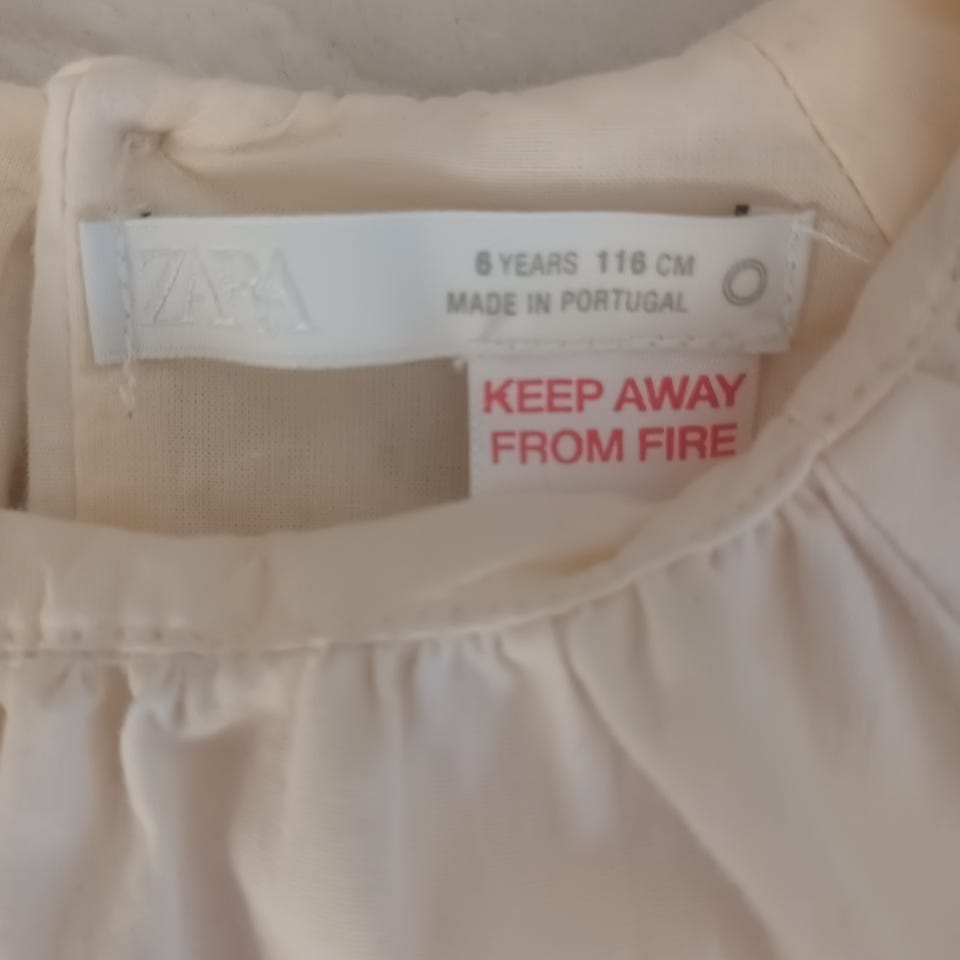 ZARA
6 YEARS 116 CM
MADE IN PORTUGAL
KEEP AWAY
FROM FIRE